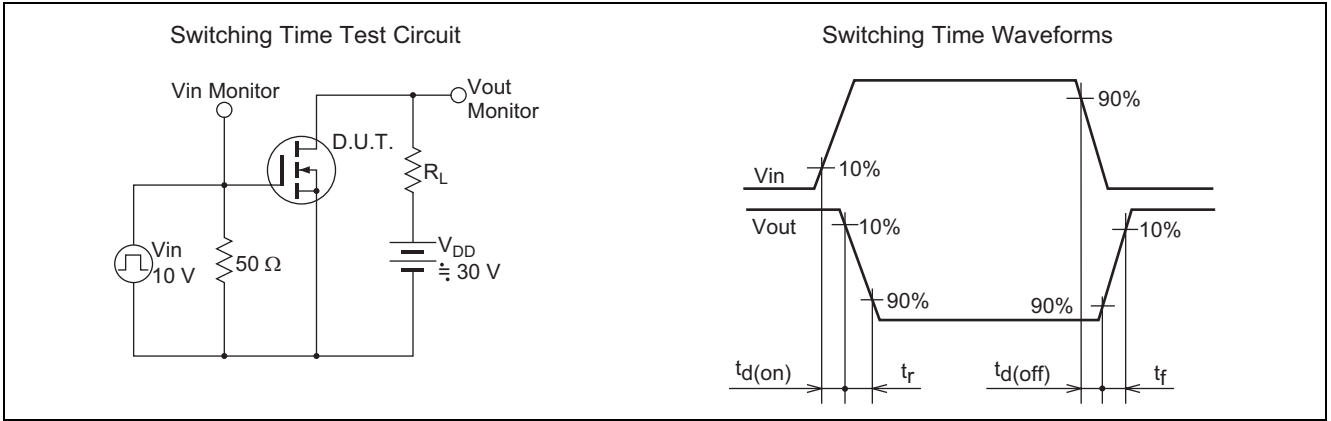 Switching Time Test Circuit
Vin Monitor
Vout
Monitor
D.U.T.
RL
Vin
10 V
50 Ω
VDD
≒ 30 V
Switching Time Waveforms
90%
Vin
10%
Vout
10%
10%
90%
90%
td(on)
tr
td(off)
tf